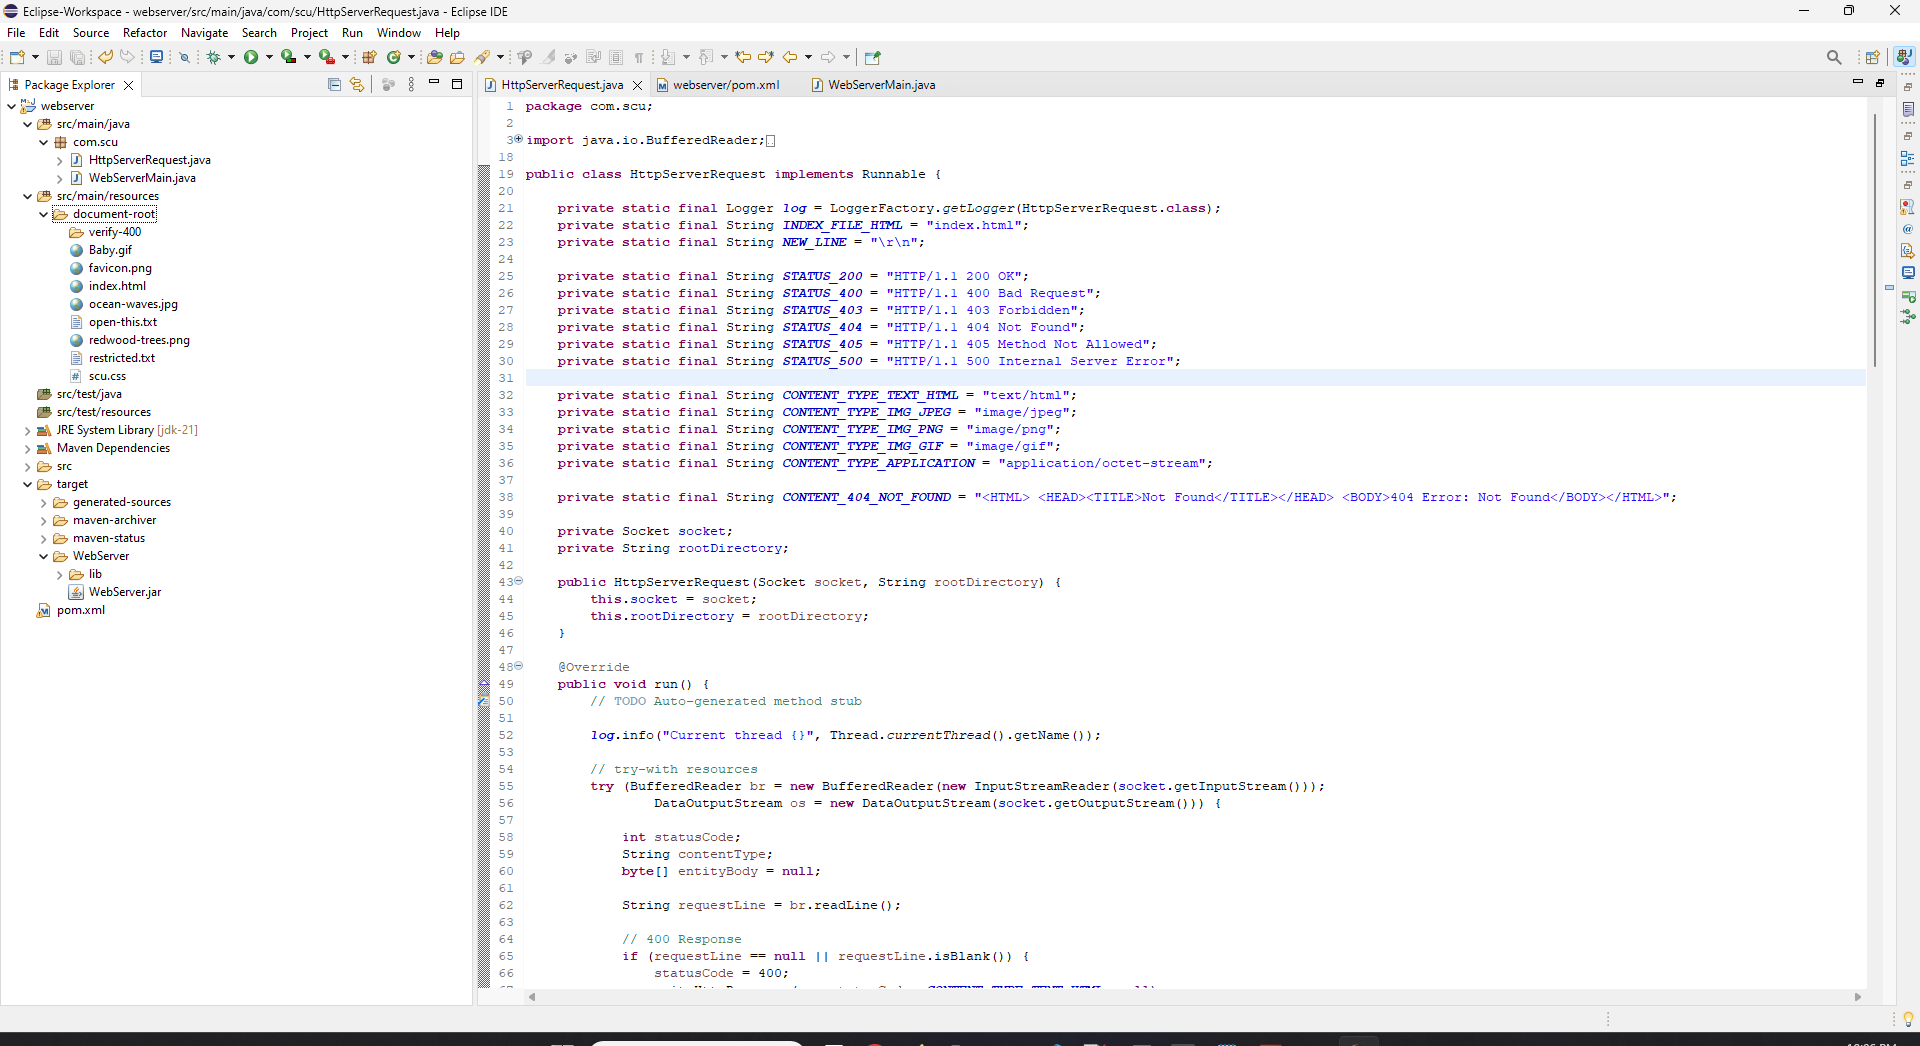 Eclipse-Workspace - webserver/src/main/java/com/scu/HttpServerRequest.java - Eclipse IDE
File Edit Source Refactor Navigate Search Project Run Window Help
Package Explorer
webserver
src/main/java
com.scu
HttpServerRequest.java
WebServerMain.java
src/main/resources
document-root
verify-400
Baby.gif
favicon.png
index.html
ocean-waves.jpg
open-this.txt
redwood-trees.png
restricted.txt
scu.css
src/test/java
src/test/resources
JRE System Library [jdk-21]
Maven Dependencies
src
target
generated-sources
maven-archiver
maven-status
WebServer
lib
WebServer.jar
pom.xml
HttpServerRequest.java webserver/pom.xml WebServerMain.java
1 package com.scu;
2
3 import java.io.BufferedReader;
18
19 public class HttpServerRequest implements Runnable {
20
21 private static final Logger log = LoggerFactory.getLogger(HttpServerRequest.class);
22 private static final String INDEX_FILE_HTML = "index.html";
23 private static final String NEW_LINE = "\r\n";
24
25 private static final String STATUS_200 = "HTTP/1.1 200 OK";
26 private static final String STATUS_400 = "HTTP/1.1 400 Bad Request";
27 private static final String STATUS_403 = "HTTP/1.1 403 Forbidden";
28 private static final String STATUS_404 = "HTTP/1.1 404 Not Found";
29 private static final String STATUS_405 = "HTTP/1.1 405 Method Not Allowed";
30 private static final String STATUS_500 = "HTTP/1.1 500 Internal Server Error";
31
32 private static final String CONTENT_TYPE_TEXT_HTML = "text/html";
33 private static final String CONTENT_TYPE_IMG_JPEG = "image/jpeg";
34 private static final String CONTENT_TYPE_IMG_PNG = "image/png";
35 private static final String CONTENT_TYPE_IMG_GIF = "image/gif";
36 private static final String CONTENT_TYPE_APPLICATION = "application/octet-stream";
37
38 private static final String CONTENT_404_NOT_FOUND = "<HTML> <HEAD><TITLE>Not Found</TITLE></HEAD> <BODY>404 Error: Not Found</BODY></HTML>";
39
40 private Socket socket;
41 private String rootDirectory;
42
43 public HttpServerRequest(Socket socket, String rootDirectory) {
44 this.socket = socket;
45 this.rootDirectory = rootDirectory;
46 }
47
48 @Override
49 public void run() {
50 // TODO Auto-generated method stub
51
52 log.info("Current thread {}", Thread.currentThread().getName());
53
54 // try-with resources
55 try (BufferedReader br = new BufferedReader(new InputStreamReader(socket.getInputStream()));
56 DataOutputStream os = new DataOutputStream(socket.getOutputStream())) {
57
58 int statusCode;
59 String contentType;
60 byte[] entityBody = null;
61
62 String requestLine = br.readLine();
63
64 // 400 Response
65 if (requestLine == null || requestLine.isBlank()) {
66 statusCode = 400;